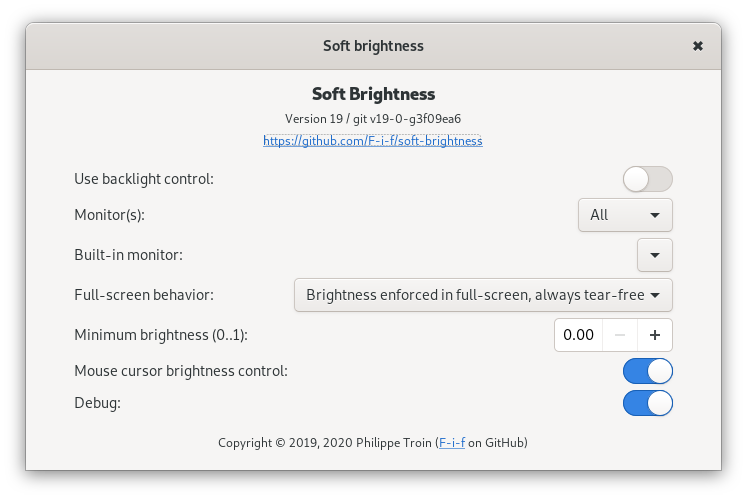 Soft brightness
Soft Brightness
Version 19 / git v19-0-g3f09ea6
https://github.com/F-i-f/soft-brightness
Use backlight control:
Monitor(s): All
Built-in monitor:
Full-screen behavior: Brightness enforced in full-screen, always tear-free
Minimum brightness (0..1): 0.00 − +
Mouse cursor brightness control:
Debug:
Copyright © 2019, 2020 Philippe Troin (F-i-f on GitHub)